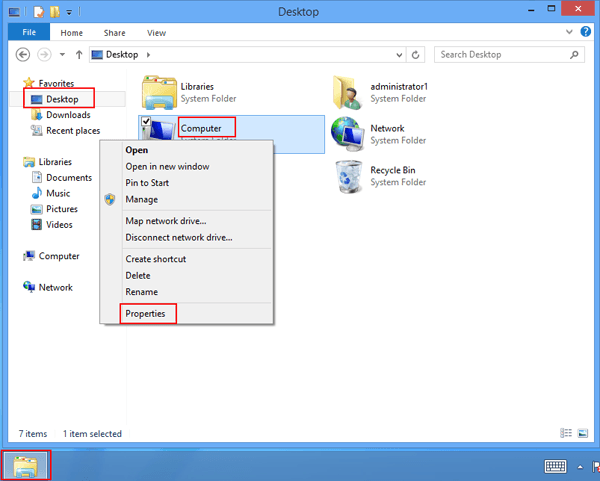 Desktop
File
Home
Share
View
Desktop
Search Desktop
Favorites
Desktop
Downloads
Recent places
Libraries
Documents
Music
Pictures
Videos
Computer
Network
Libraries
System Folder
administrator1
System Folder
Computer
System Folder
Network
System Folder
Recycle Bin
System Folder
Open
Open in new window
Pin to Start
Manage
Map network drive...
Disconnect network drive...
Create shortcut
Delete
Rename
Properties
7 items 1 item selected